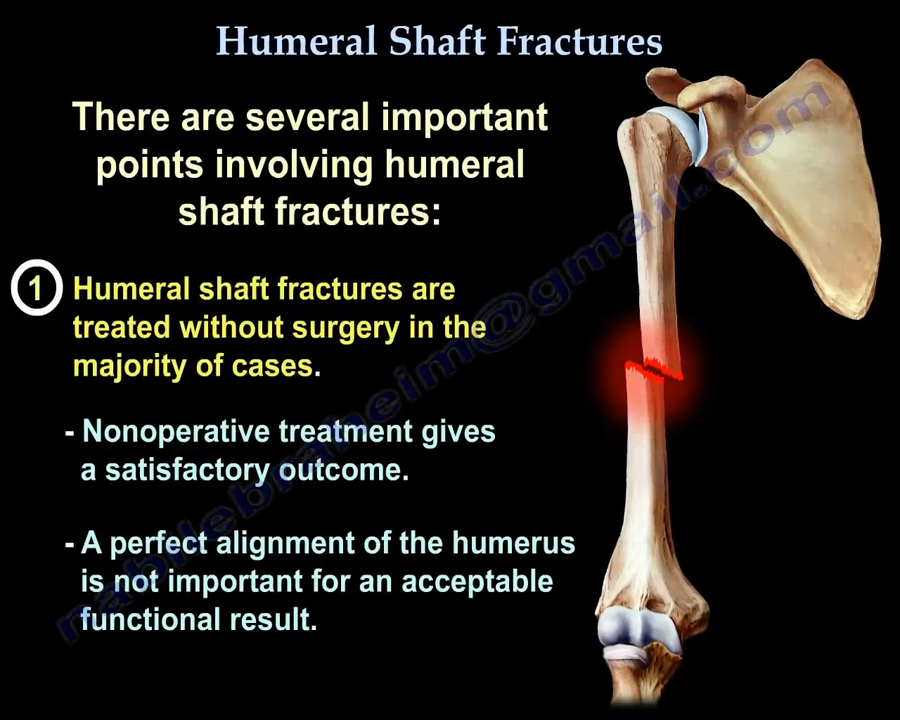 Humeral Shaft Fractures
There are several important
points involving humeral
shaft fractures:
1 Humeral shaft fractures are
treated without surgery in the
majority of cases.
- Nonoperative treatment gives
a satisfactory outcome.
- A perfect alignment of the humerus
is not important for an acceptable
functional result.
nabilebraheim@gmail.com